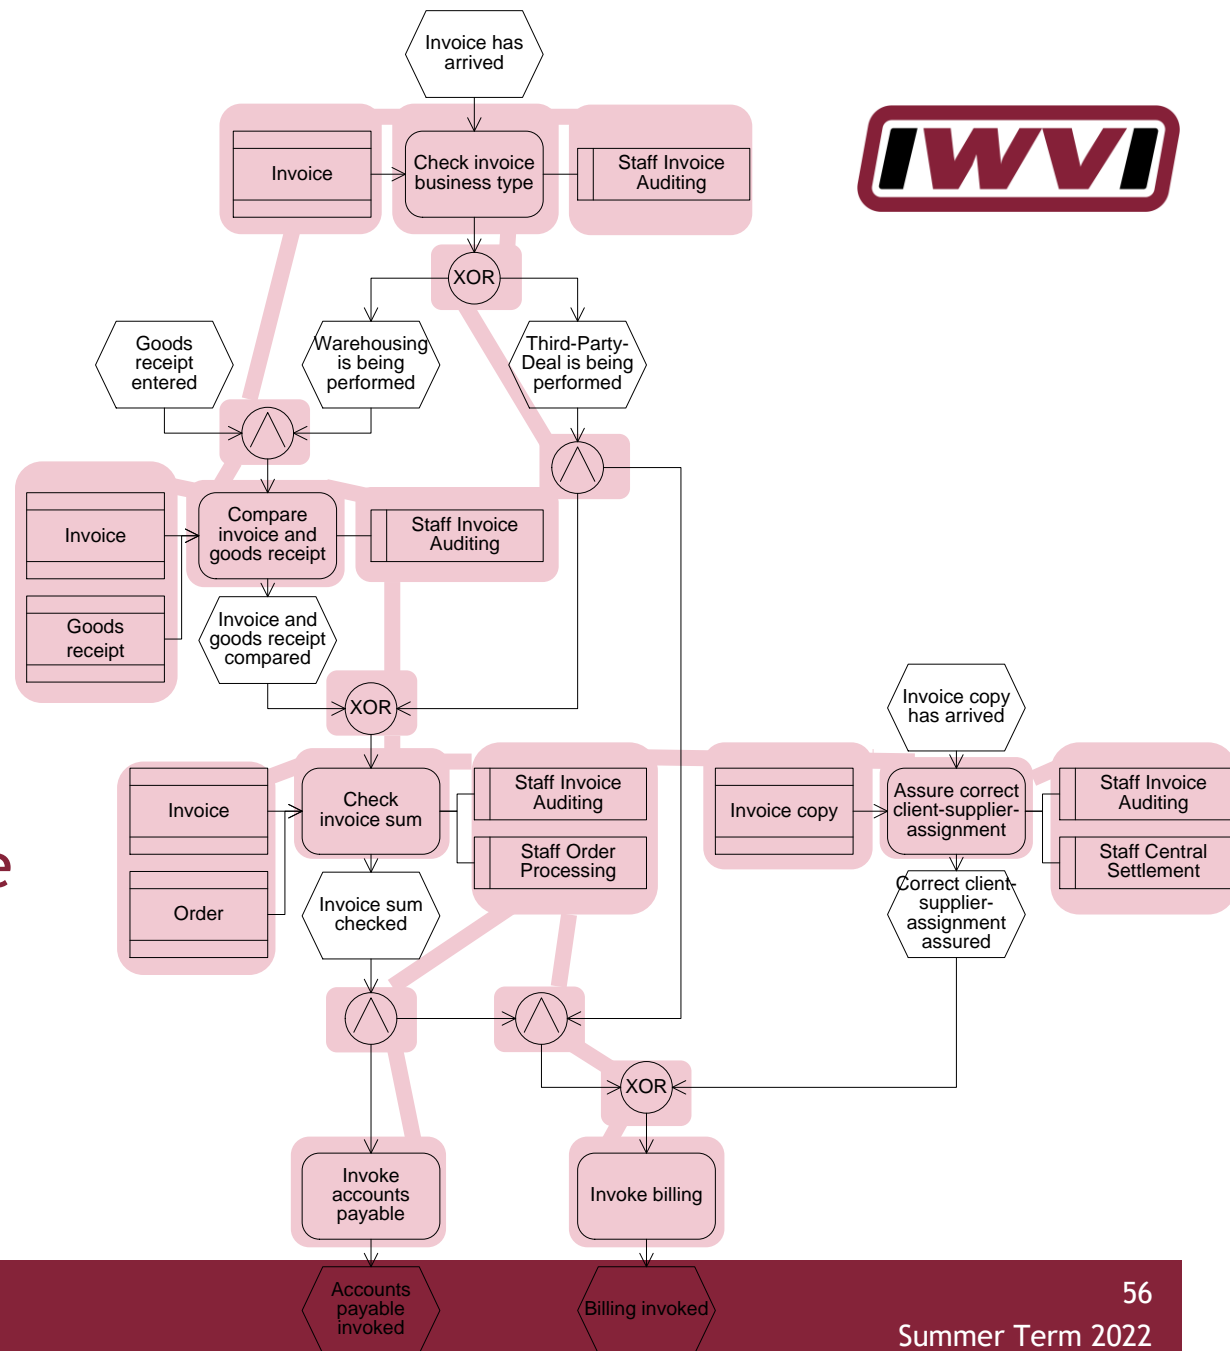 Invoice has
arrived
IWVI
Invoice
Check invoice
business type
Staff Invoice
Auditing
XOR
Goods
receipt
entered
Warehousing
is being
performed
Third-Party-
Deal is being
performed
Invoice
Compare
invoice and
goods receipt
Staff Invoice
Auditing
Goods
receipt
Invoice and
goods receipt
compared
XOR
Invoice copy
has arrived
Invoice
Check
invoice sum
Staff Invoice
Auditing
Invoice copy
Assure correct
client-supplier-
assignment
Staff Invoice
Auditing
Staff Order
Processing
Staff Central
Settlement
e
Order
Invoice sum
checked
Correct client-
supplier-
assignment
assured
XOR
Invoke
accounts
payable
Invoke billing
Accounts
payable
invoked
Billing invoked
56
Summer Term 2022